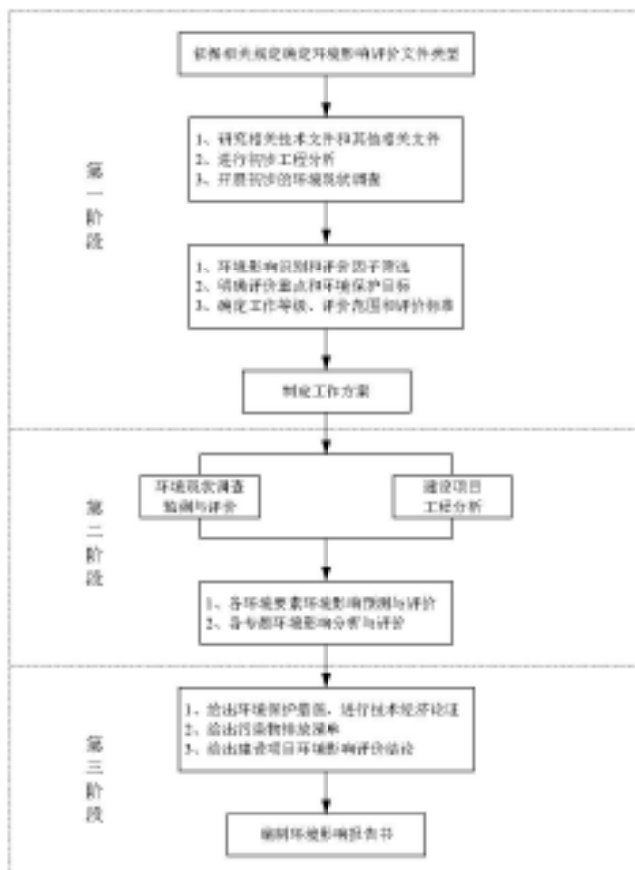 第一阶段
依据相关规定确定环境影响评价文件类型
1、研究相关技术文件和其他相关文件
2、进行初步工程分析
3、开展初步的环境现状调查
1、环境影响识别和评价因子筛选
2、明确评价重点和环境保护目标
3、确定工作等级、评价范围和评价标准
制定工作方案
第二阶段
环境现状调查
监测与评价
建设项目
工程分析
1、各环境要素环境影响预测与评价
2、各专题环境影响分析与评价
第三阶段
1、给出环境保护措施，进行技术经济论证
2、给出污染物排放清单
3、给出建设项目环境影响评价结论
编制环境影响报告书